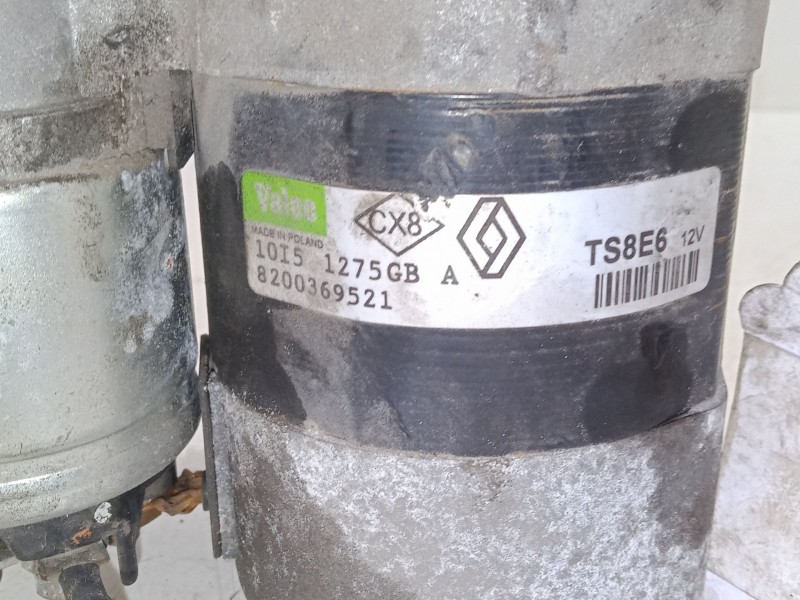 Valeo
MADE IN POLAND
CX8
10I5 1275GB A
8200369521
TS8E6 12V